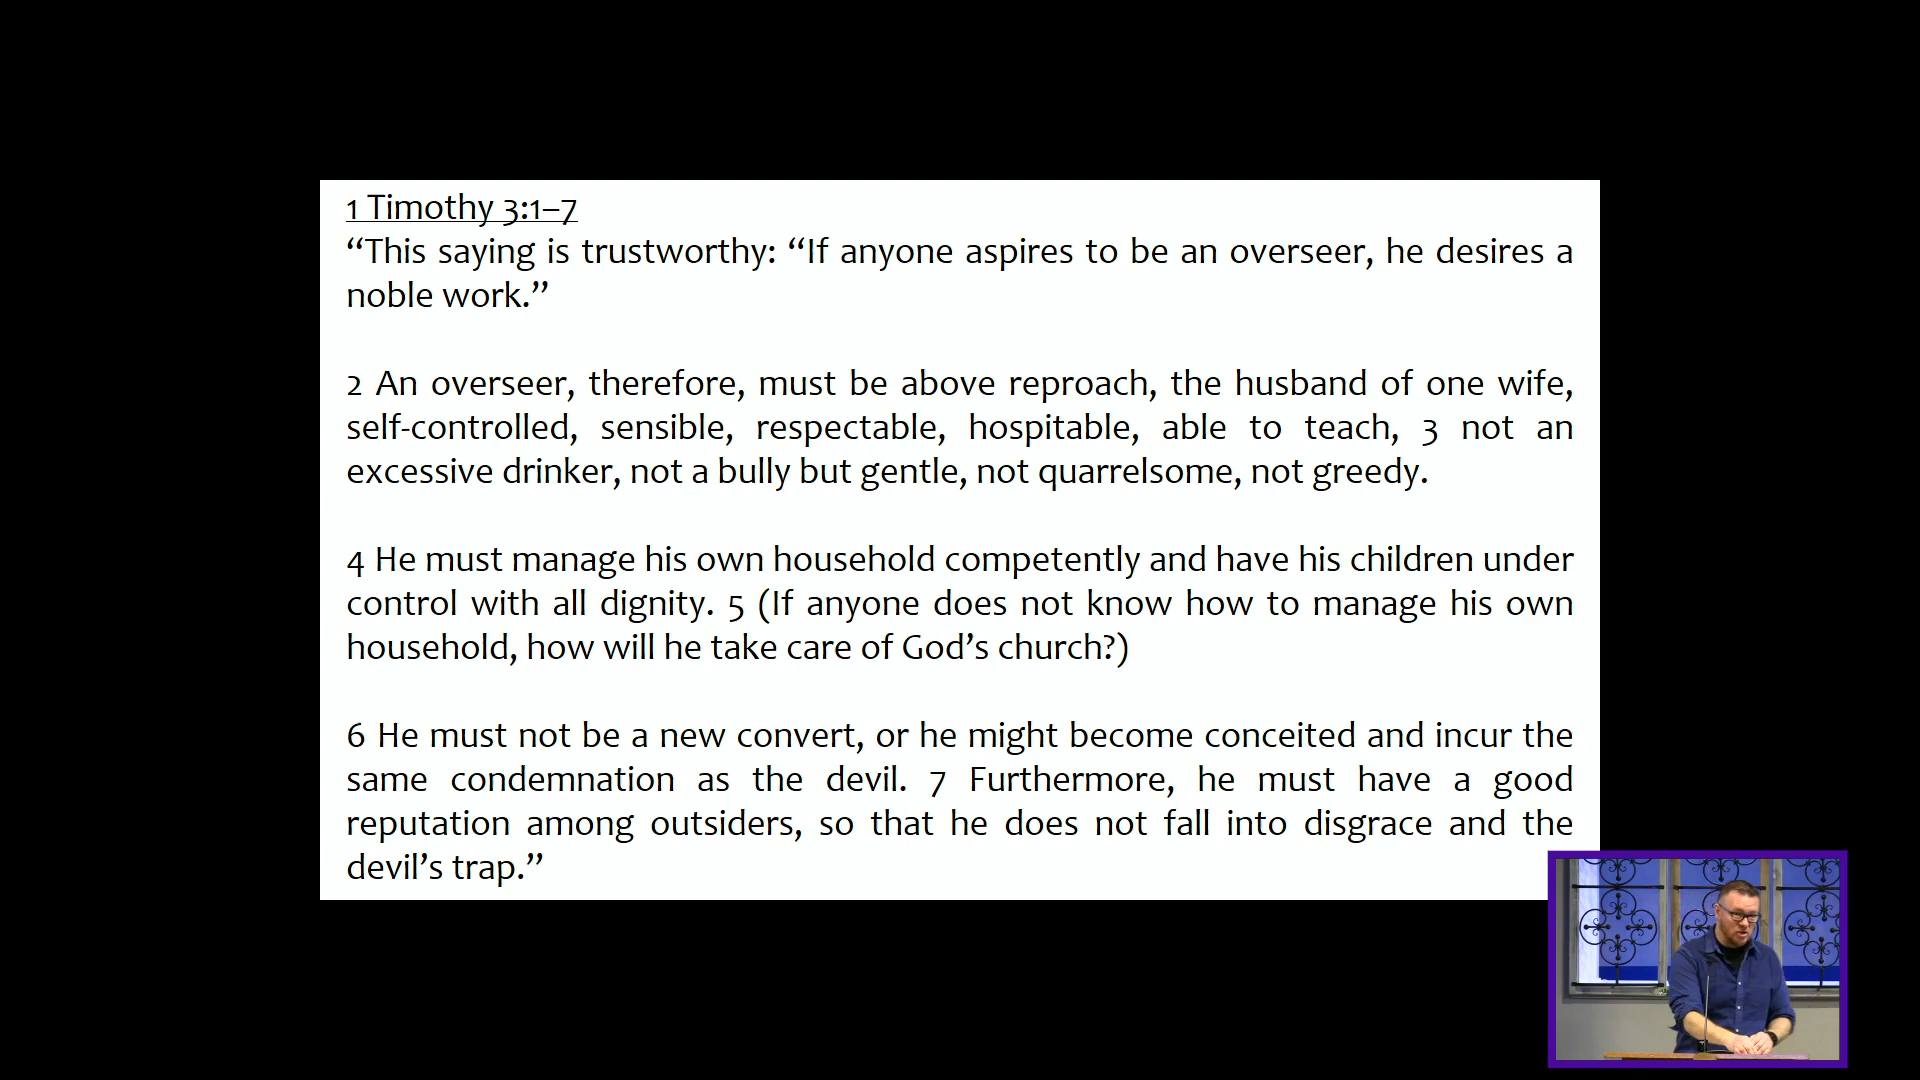 1 Timothy 3:1–7
“This saying is trustworthy: “If anyone aspires to be an overseer, he desires a
noble work.”
2 An overseer, therefore, must be above reproach, the husband of one wife,
self-controlled, sensible, respectable, hospitable, able to teach, 3 not an
excessive drinker, not a bully but gentle, not quarrelsome, not greedy.
4 He must manage his own household competently and have his children under
control with all dignity. 5 (If anyone does not know how to manage his own
household, how will he take care of God’s church?)
6 He must not be a new convert, or he might become conceited and incur the
same condemnation as the devil. 7 Furthermore, he must have a good
reputation among outsiders, so that he does not fall into disgrace and the
devil’s trap.”